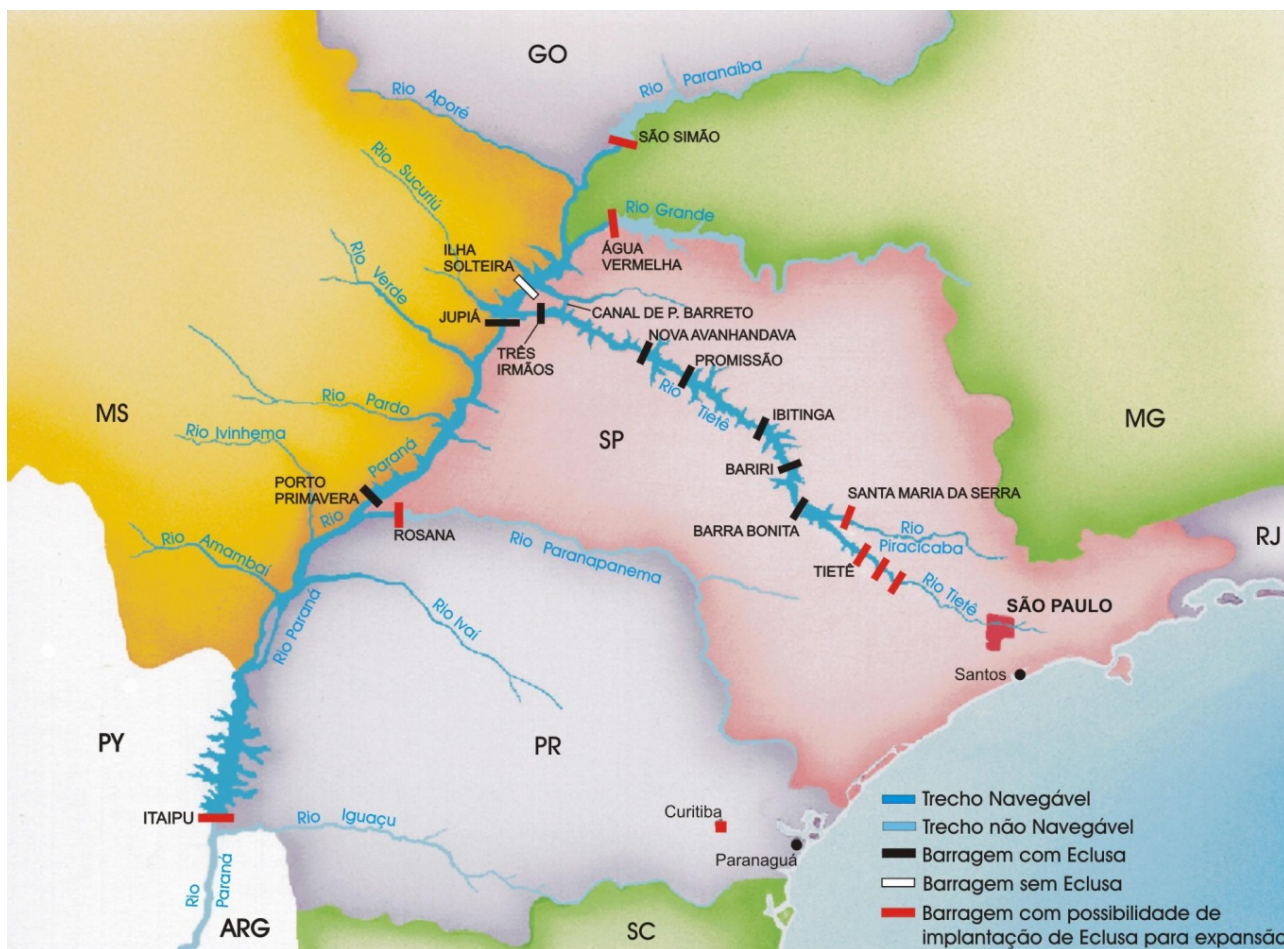 GO
Rio Paranaíba
Rio Aporé
SÃO SIMÃO
Rio Sucuriú
Rio Grande
Rio Verde
ILHA
SOLTEIRA
ÁGUA
VERMELHA
JUPIÁ
CANAL DE P. BARRETO
TRÊS
IRMÃOS
NOVA AVANHANDAVA
PROMISSÃO
Rio Tietê
Rio Pardo
MS
IBITINGA
MG
SP
Rio Ivinhema
Paraná
BARIRI
PORTO
PRIMAVERA
Rio
SANTA MARIA DA SERRA
BARRA BONITA
ROSANA
Rio
Piracicaba
RJ
Rio Amambaí
Rio Paranapanema
TIETÊ
Rio Tietê
SÃO PAULO
Rio Paraná
Rio Ivaí
Santos
PY
PR
ITAIPU
Rio Iguaçu
Curitiba
Paranaguá
Rio
Paraná
ARG
SC
Trecho Navegável
Trecho não Navegável
Barragem com Eclusa
Barragem sem Eclusa
Barragem com possibilidade de
implantação de Eclusa para expansão